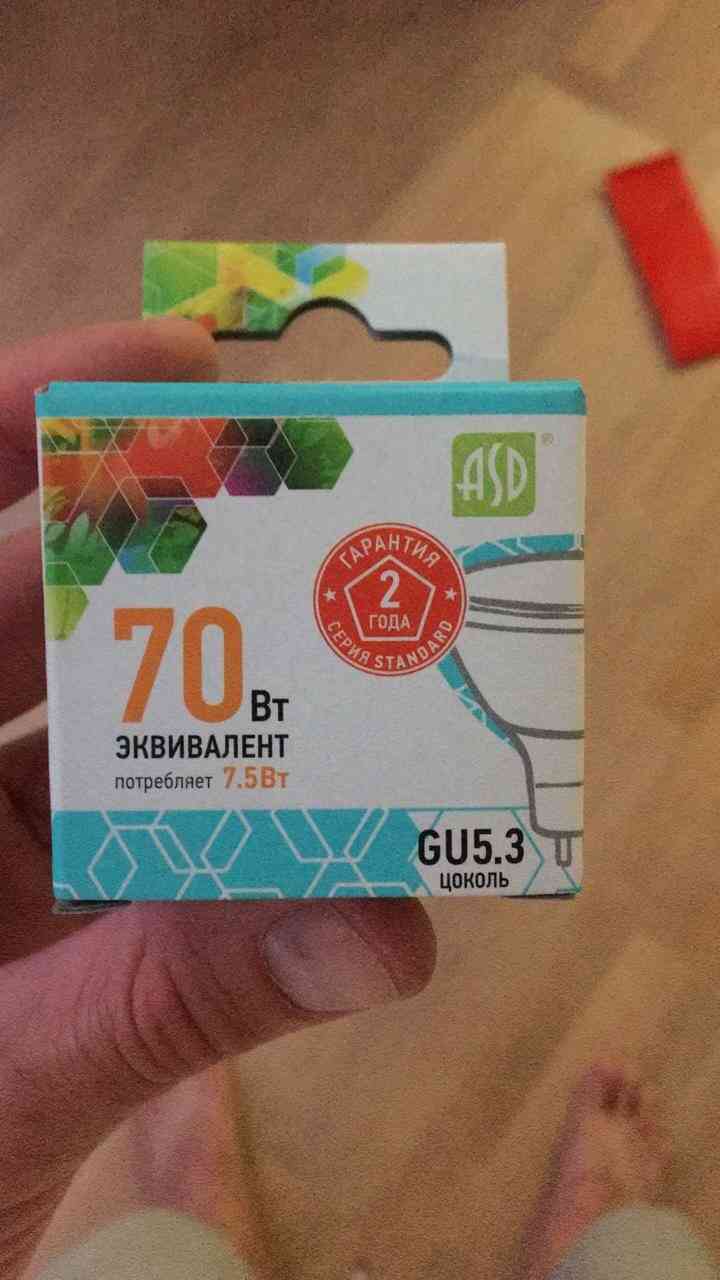 ASD®
ГАРАНТИЯ
2
ГОДА
СЕРИЯ STANDARD
70 Вт
ЭКВИВАЛЕНТ
потребляет 7.5Вт
GU5.3
ЦОКОЛЬ